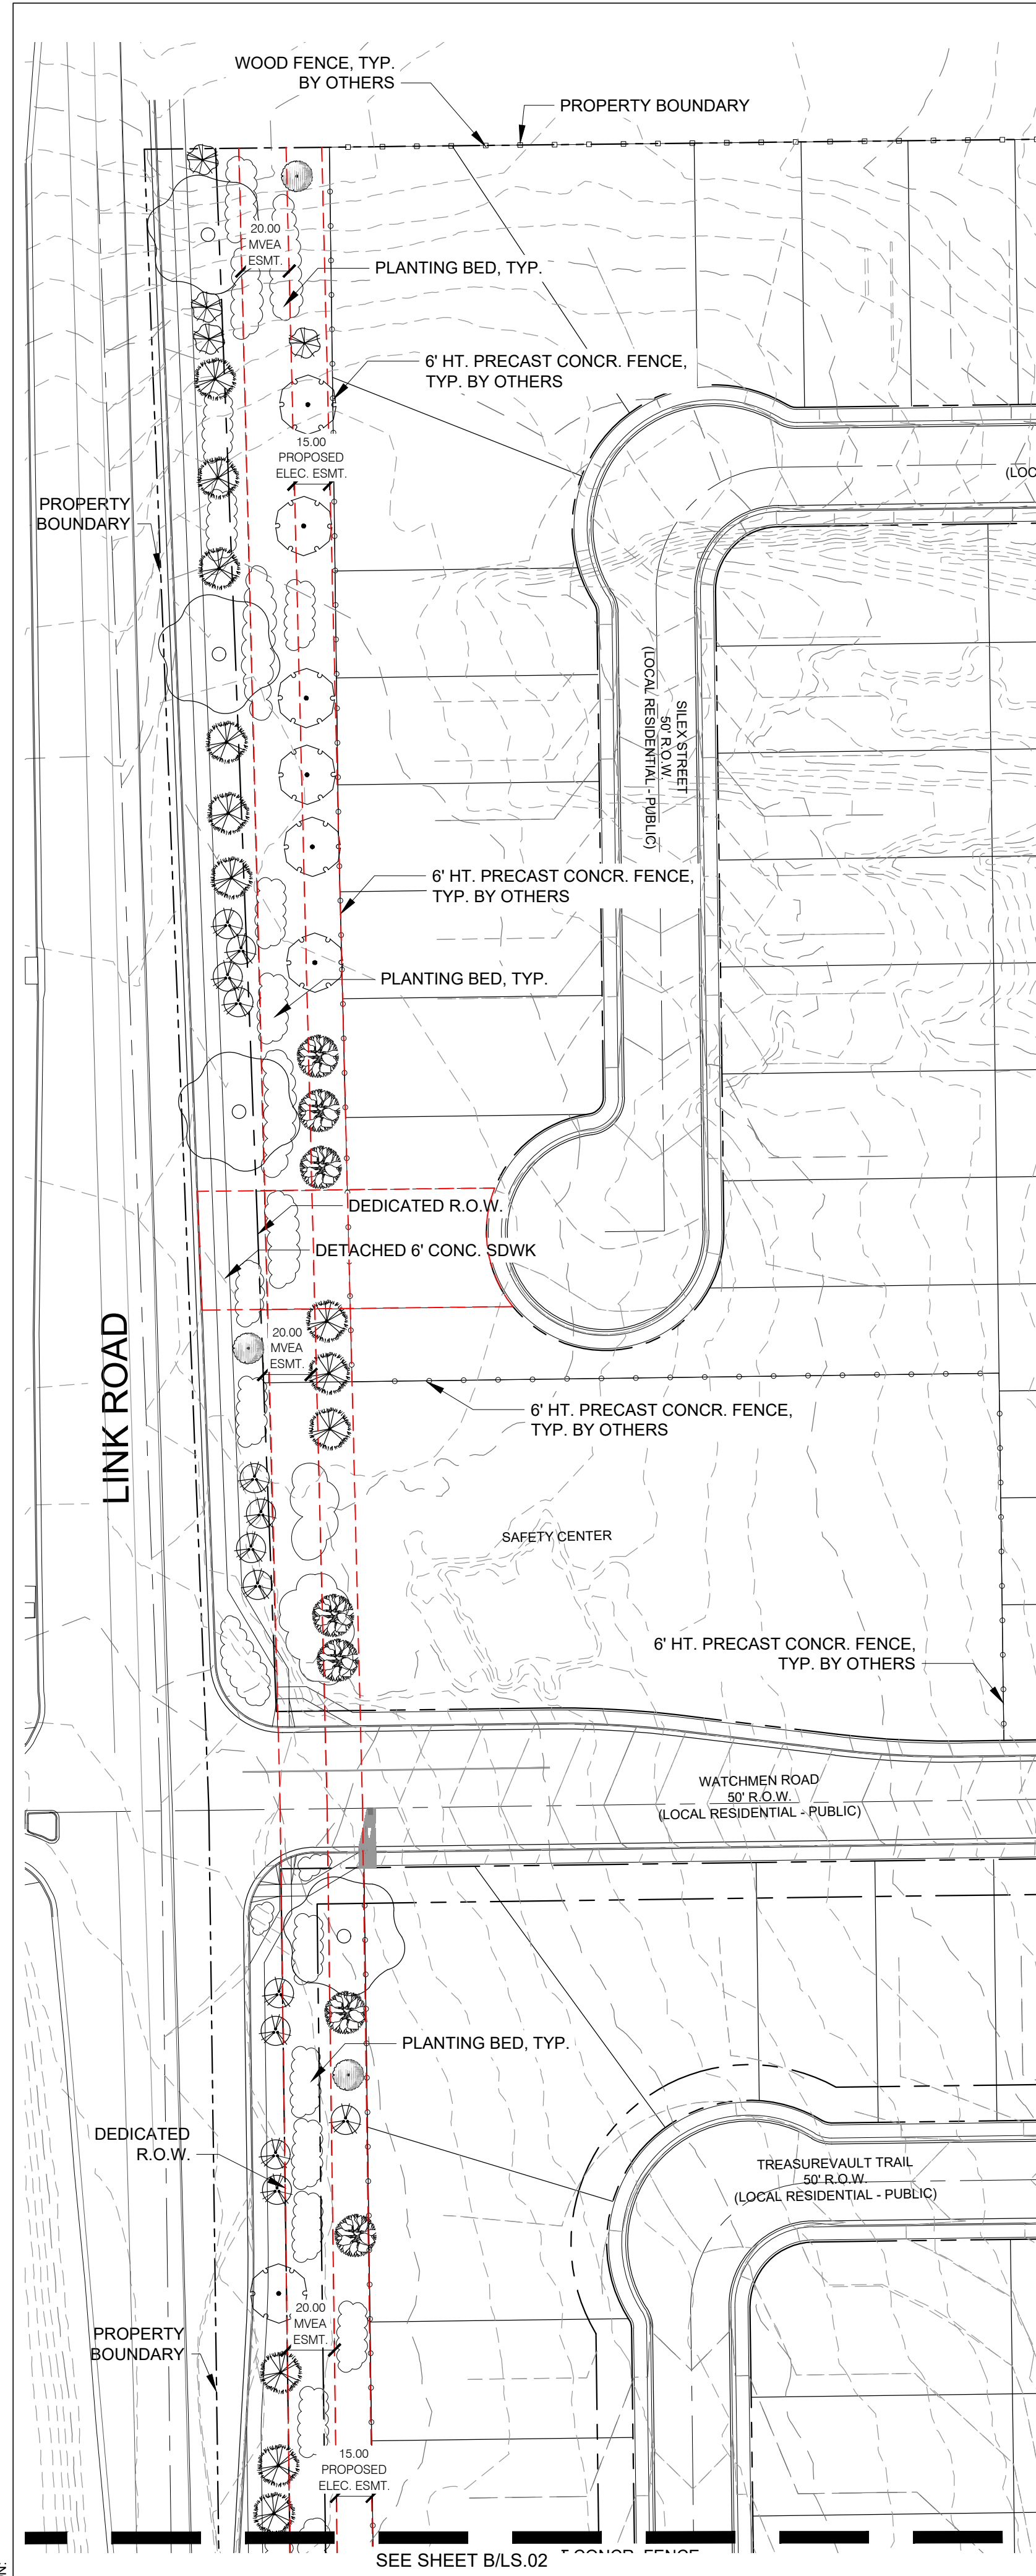 WOOD FENCE, TYP.
BY OTHERS
PROPERTY BOUNDARY
20.00
MVEA
ESMT.
PLANTING BED, TYP.
6' HT. PRECAST CONCR. FENCE,
TYP. BY OTHERS
15.00
PROPOSED
ELEC. ESMT.
(LOC
PROPERTY
BOUNDARY
SILEX STREET
50' R.O.W.
(LOCAL RESIDENTIAL - PUBLIC)
6' HT. PRECAST CONCR. FENCE,
TYP. BY OTHERS
PLANTING BED, TYP.
DEDICATED R.O.W.
DETACHED 6' CONC. SDWK
LINK ROAD
20.00
MVEA
ESMT.
6' HT. PRECAST CONCR. FENCE,
TYP. BY OTHERS
SAFETY CENTER
6' HT. PRECAST CONCR. FENCE,
TYP. BY OTHERS
WATCHMEN ROAD
50' R.O.W.
(LOCAL RESIDENTIAL - PUBLIC)
PLANTING BED, TYP.
DEDICATED
R.O.W.
TREASUREVAULT TRAIL
50' R.O.W.
(LOCAL RESIDENTIAL - PUBLIC)
20.00
MVEA
ESMT.
PROPERTY
BOUNDARY
15.00
PROPOSED
ELEC. ESMT.
SEE SHEET B/LS.02